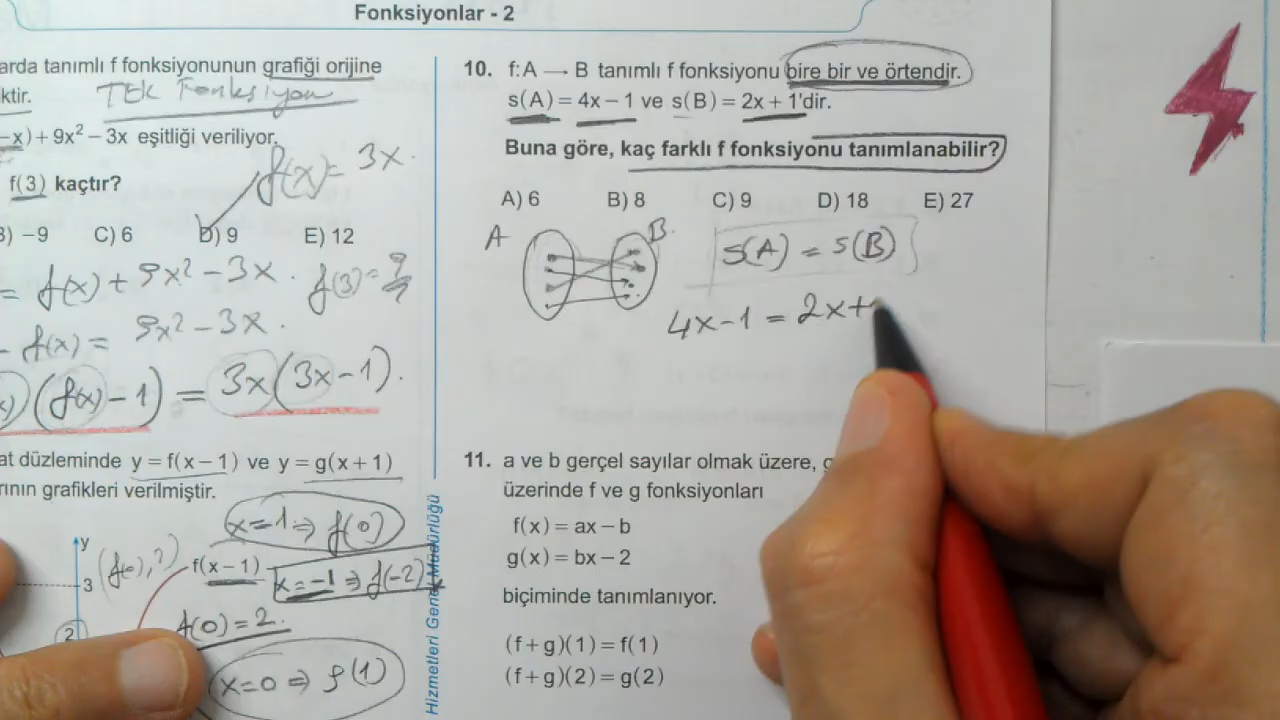 Fonksiyonlar - 2
arda tanımlı f fonksiyonunun grafiği orijine
ktir. TEK Fonksiyon
-x) + 9x² - 3x eşitliği veriliyor.
f(x) = 3x.
f(3) kaçtır?
B) -9 C) 6 D) 9 E) 12
= f(x) + 9x² - 3x. f(3) = 9
- f(x) = 9x² - 3x.
(f(x) - 1) = 3x(3x - 1).
at düzleminde y = f(x - 1) ve y = g(x + 1)
rının grafikleri verilmiştir.
x=1 ⇒ f(0)
y
f(x - 1)
x=-1 ⇒ f(-2)
3
2
f(0) = 2.
x=0 ⇒ g(1)
Hizmetleri Genel Müdürlüğü
10. f: A → B tanımlı f fonksiyonu bire bir ve örtendir.
s(A) = 4x - 1 ve s(B) = 2x + 1'dir.
Buna göre, kaç farklı f fonksiyonu tanımlanabilir?
A) 6 B) 8 C) 9 D) 18 E) 27
A B.
s(A) = s(B)
4x - 1 = 2x +
11. a ve b gerçel sayılar olmak üzere,
üzerinde f ve g fonksiyonları
f(x) = ax - b
g(x) = bx - 2
biçiminde tanımlanıyor.
(f + g)(1) = f(1)
(f + g)(2) = g(2)